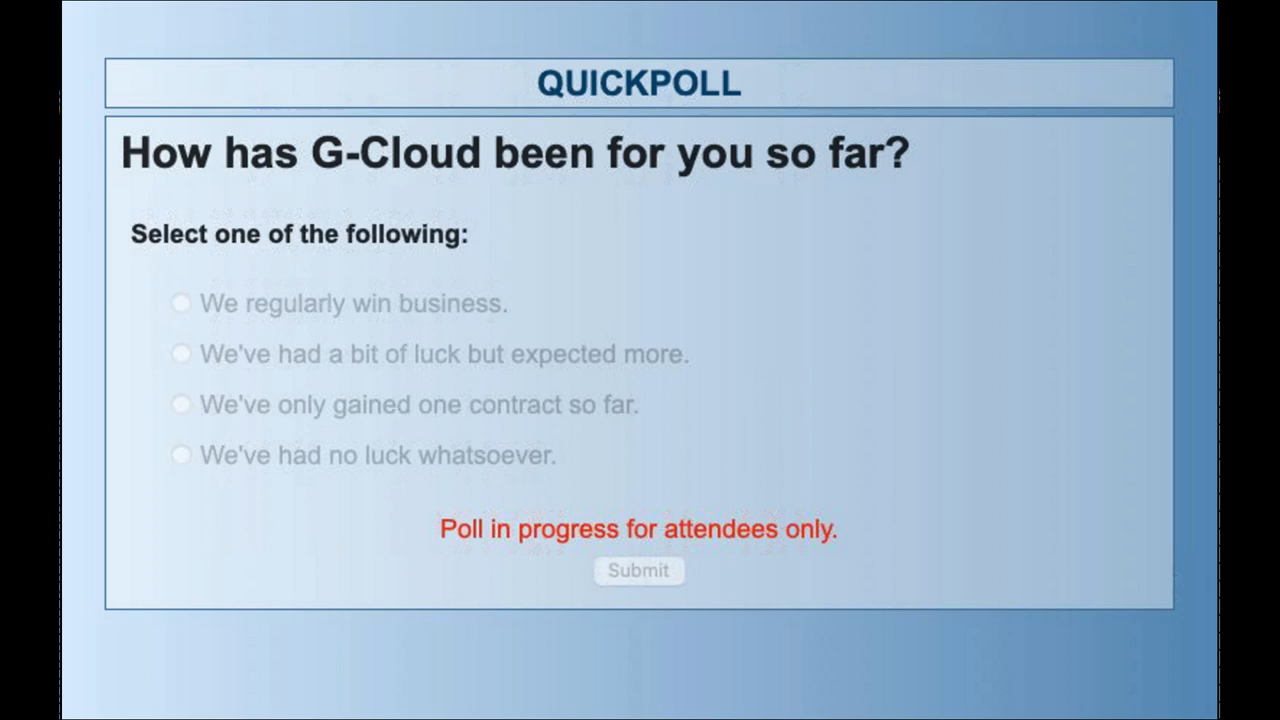 QUICKPOLL
How has G-Cloud been for you so far?
Select one of the following:
We regularly win business.
We've had a bit of luck but expected more.
We've only gained one contract so far.
We've had no luck whatsoever.
Poll in progress for attendees only.
Submit